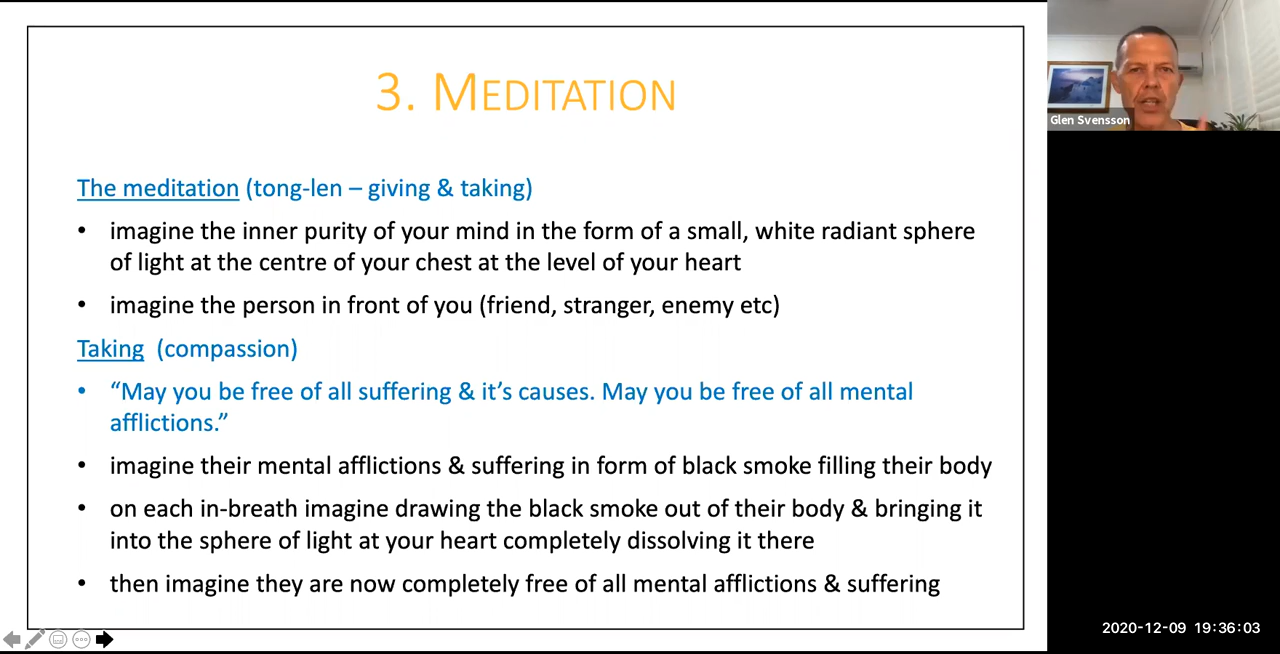 3. MEDITATION
Glen Svensson
The meditation (tong-len – giving & taking)
• imagine the inner purity of your mind in the form of a small, white radiant sphere
of light at the centre of your chest at the level of your heart
• imagine the person in front of you (friend, stranger, enemy etc)
Taking (compassion)
• “May you be free of all suffering & it’s causes. May you be free of all mental
afflictions.”
• imagine their mental afflictions & suffering in form of black smoke filling their body
• on each in-breath imagine drawing the black smoke out of their body & bringing it
into the sphere of light at your heart completely dissolving it there
• then imagine they are now completely free of all mental afflictions & suffering
2020-12-09 19:36:03